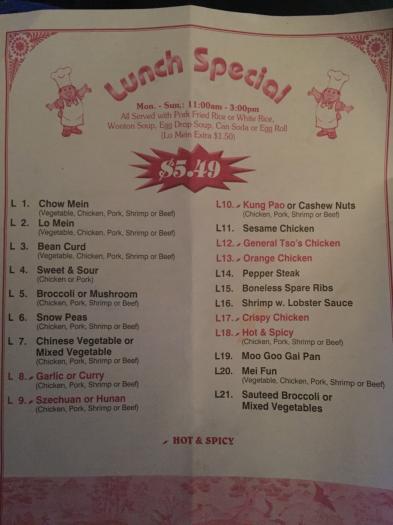 Lunch Special
Mon. - Sun.: 11:00am - 3:00pm
All Served with Pork Fried Rice or White Rice,
Wonton Soup, Egg Drop Soup, Can Soda or Egg Roll
(Lo Mein Extra $1.50)
$5.49
L 1. Chow Mein
(Vegetable, Chicken, Pork, Shrimp or Beef)
L 2. Lo Mein
(Vegetable, Chicken, Pork, Shrimp or Beef)
L 3. Bean Curd
(Vegetable, Chicken, Pork, Shrimp or Beef)
L 4. Sweet & Sour
(Chicken or Pork)
L 5. Broccoli or Mushroom
(Chicken, Pork, Shrimp or Beef)
L 6. Snow Peas
(Chicken, Pork, Shrimp or Beef)
L 7. Chinese Vegetable or
Mixed Vegetable
(Chicken, Pork, Shrimp or Beef)
L 8. Garlic or Curry
(Chicken, Pork, Shrimp or Beef)
L 9. Szechuan or Hunan
(Chicken, Pork, Shrimp or Beef)
L10. Kung Pao or Cashew Nuts
(Chicken, Pork, Shrimp or Beef)
L11. Sesame Chicken
L12. General Tso's Chicken
L13. Orange Chicken
L14. Pepper Steak
L15. Boneless Spare Ribs
L16. Shrimp w. Lobster Sauce
L17. Crispy Chicken
L18. Hot & Spicy
(Chicken, Pork, Shrimp or Beef)
L19. Moo Goo Gai Pan
L20. Mei Fun
(Vegetable, Chicken, Pork, Shrimp or Beef)
L21. Sauteed Broccoli or
Mixed Vegetables
HOT & SPICY